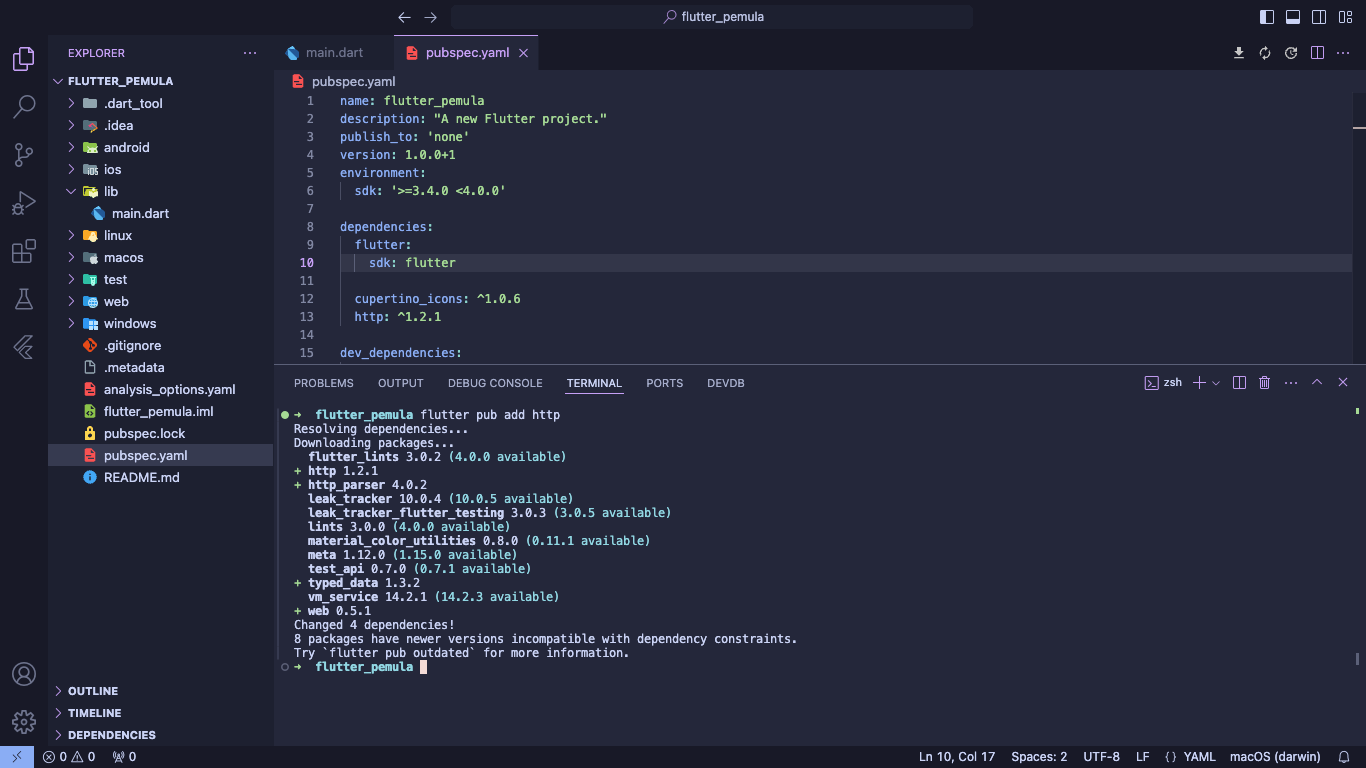 flutter_pemula
EXPLORER
FLUTTER_PEMULA
.dart_tool
.idea
android
ios
lib
main.dart
linux
macos
test
web
windows
.gitignore
.metadata
analysis_options.yaml
flutter_pemula.iml
pubspec.lock
pubspec.yaml
README.md
OUTLINE
TIMELINE
DEPENDENCIES
main.dart
pubspec.yaml
pubspec.yaml
1 name: flutter_pemula
2 description: "A new Flutter project."
3 publish_to: 'none'
4 version: 1.0.0+1
5 environment:
6 sdk: '>=3.4.0 <4.0.0'
7
8 dependencies:
9 flutter:
10 sdk: flutter
11
12 cupertino_icons: ^1.0.6
13 http: ^1.2.1
14
15 dev_dependencies:
PROBLEMS OUTPUT DEBUG CONSOLE TERMINAL PORTS DEVDB
zsh
→ flutter_pemula flutter pub add http
Resolving dependencies...
Downloading packages...
flutter_lints 3.0.2 (4.0.0 available)
+ http 1.2.1
+ http_parser 4.0.2
leak_tracker 10.0.4 (10.0.5 available)
leak_tracker_flutter_testing 3.0.3 (3.0.5 available)
lints 3.0.0 (4.0.0 available)
material_color_utilities 0.8.0 (0.11.1 available)
meta 1.12.0 (1.15.0 available)
test_api 0.7.0 (0.7.1 available)
+ typed_data 1.3.2
vm_service 14.2.1 (14.2.3 available)
+ web 0.5.1
Changed 4 dependencies!
8 packages have newer versions incompatible with dependency constraints.
Try `flutter pub outdated` for more information.
→ flutter_pemula
0 0 0
Ln 10, Col 17 Spaces: 2 UTF-8 LF {} YAML macOS (darwin)